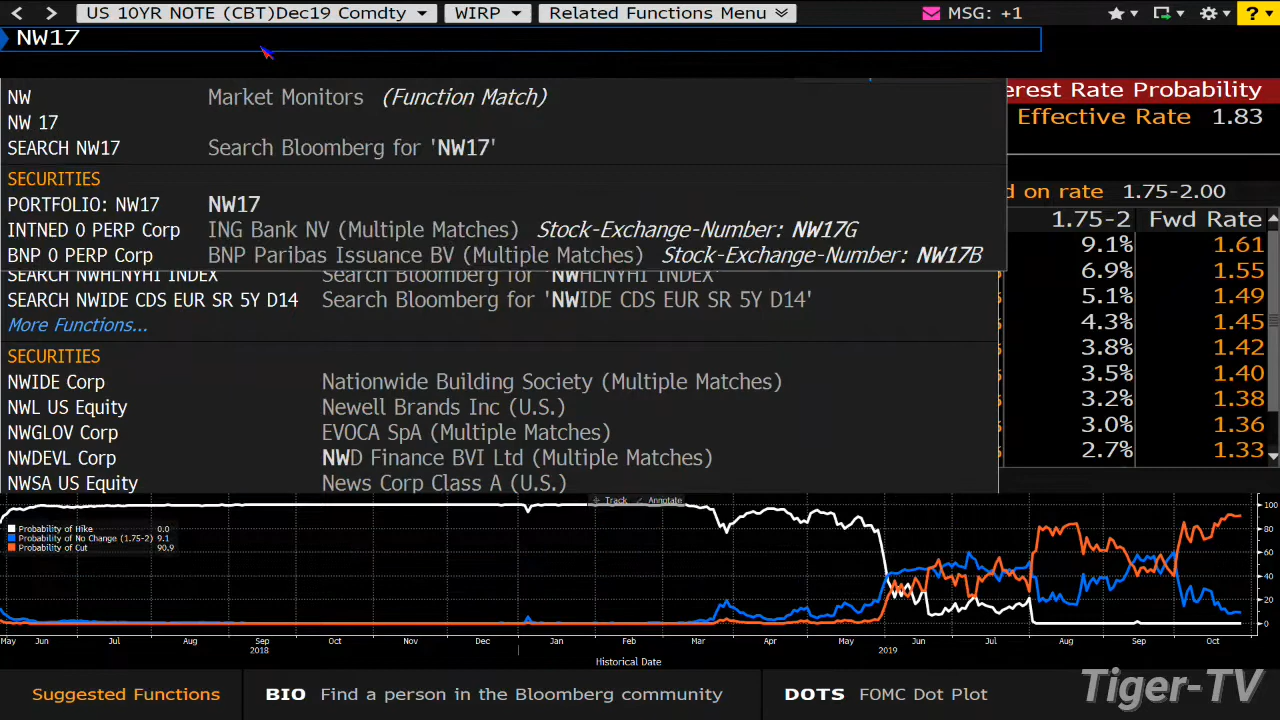 US 10YR NOTE (CBT)Dec19 Comdty WIRP Related Functions Menu MSG: +1 ?
NW17
NW Market Monitors (Function Match)
NW 17
SEARCH NW17 Search Bloomberg for 'NW17'
SECURITIES
PORTFOLIO: NW17 NW17
INTNED 0 PERP Corp ING Bank NV (Multiple Matches) Stock-Exchange-Number: NW17G
BNP 0 PERP Corp BNP Paribas Issuance BV (Multiple Matches) Stock-Exchange-Number: NW17B
SEARCH NWHLNYHI INDEX Search Bloomberg for 'NWHLNYHI INDEX'
SEARCH NWIDE CDS EUR SR 5Y D14 Search Bloomberg for 'NWIDE CDS EUR SR 5Y D14'
More Functions...
SECURITIES
NWIDE Corp Nationwide Building Society (Multiple Matches)
NWL US Equity Newell Brands Inc (U.S.)
NWGLOV Corp EVOCA SpA (Multiple Matches)
NWDEVL Corp NWD Finance BVI Ltd (Multiple Matches)
NWSA US Equity News Corp Class A (U.S.)
erest Rate Probability
Effective Rate 1.83
d on rate 1.75-2.00
1.75-2 Fwd Rate
9.1% 1.61
6.9% 1.55
5.1% 1.49
4.3% 1.45
3.8% 1.42
3.5% 1.40
3.2% 1.38
3.0% 1.36
2.7% 1.33
Track Annotate
Probability of Hike 0.0
Probability of No Change (1.75-2) 9.1
Probability of Cut 90.9
100
80
60
40
20
0
May Jun Jul Aug Sep Oct Nov Dec Jan Feb Mar Apr May Jun Jul Aug Sep Oct
2018 2019
Historical Date
Suggested Functions BIO Find a person in the Bloomberg community DOTS FOMC Dot Plot
Tiger-TV